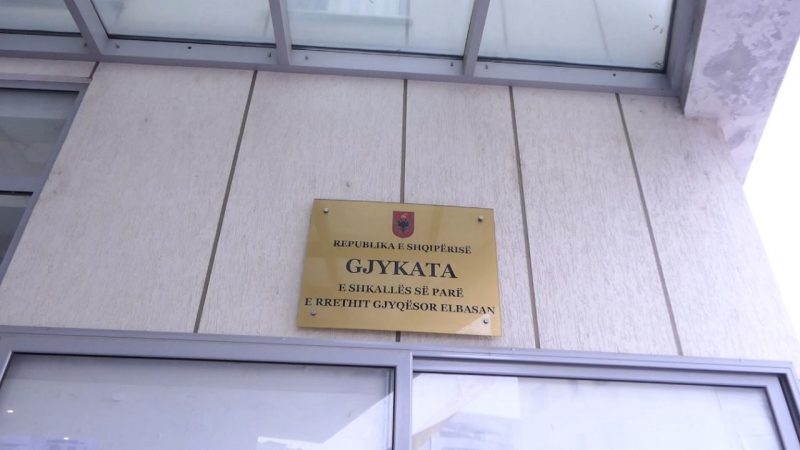 REPUBLIKA E SHQIPËRISË
GJYKATA
E SHKALLËS SË PARË
E RRETHIT GJYQËSOR ELBASAN